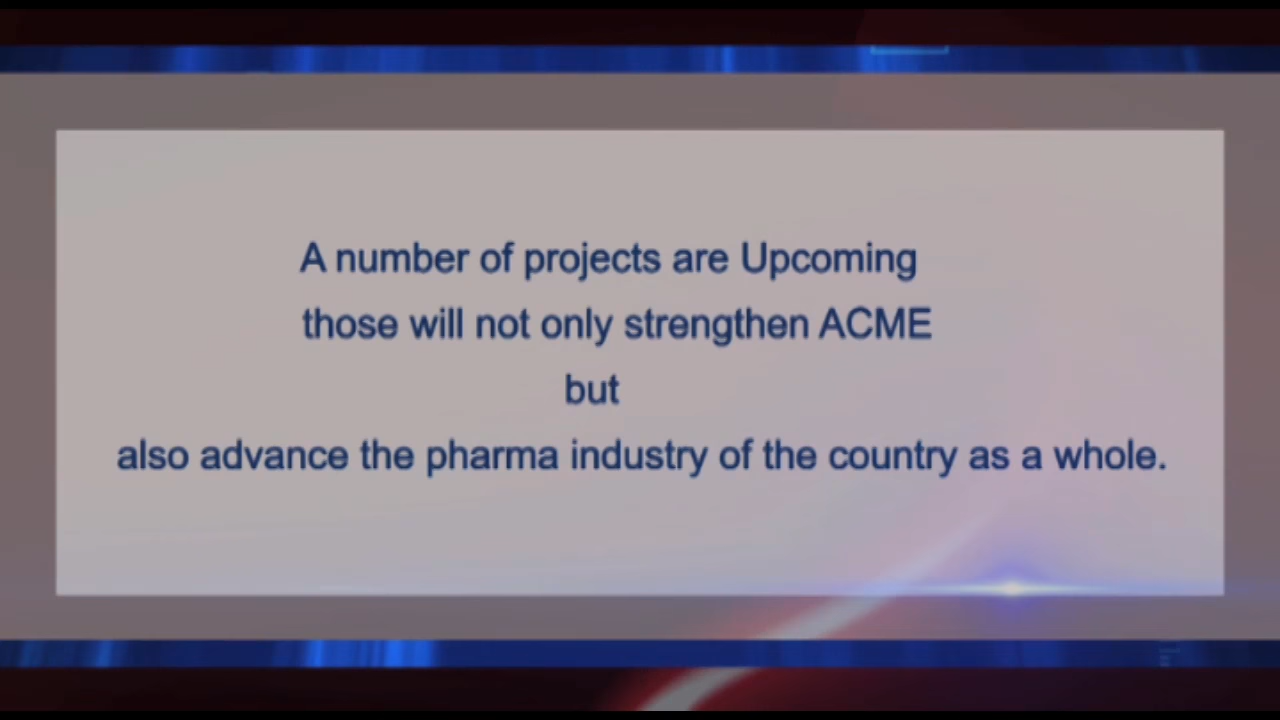 A number of projects are Upcoming
those will not only strengthen ACME
but
also advance the pharma industry of the country as a whole.